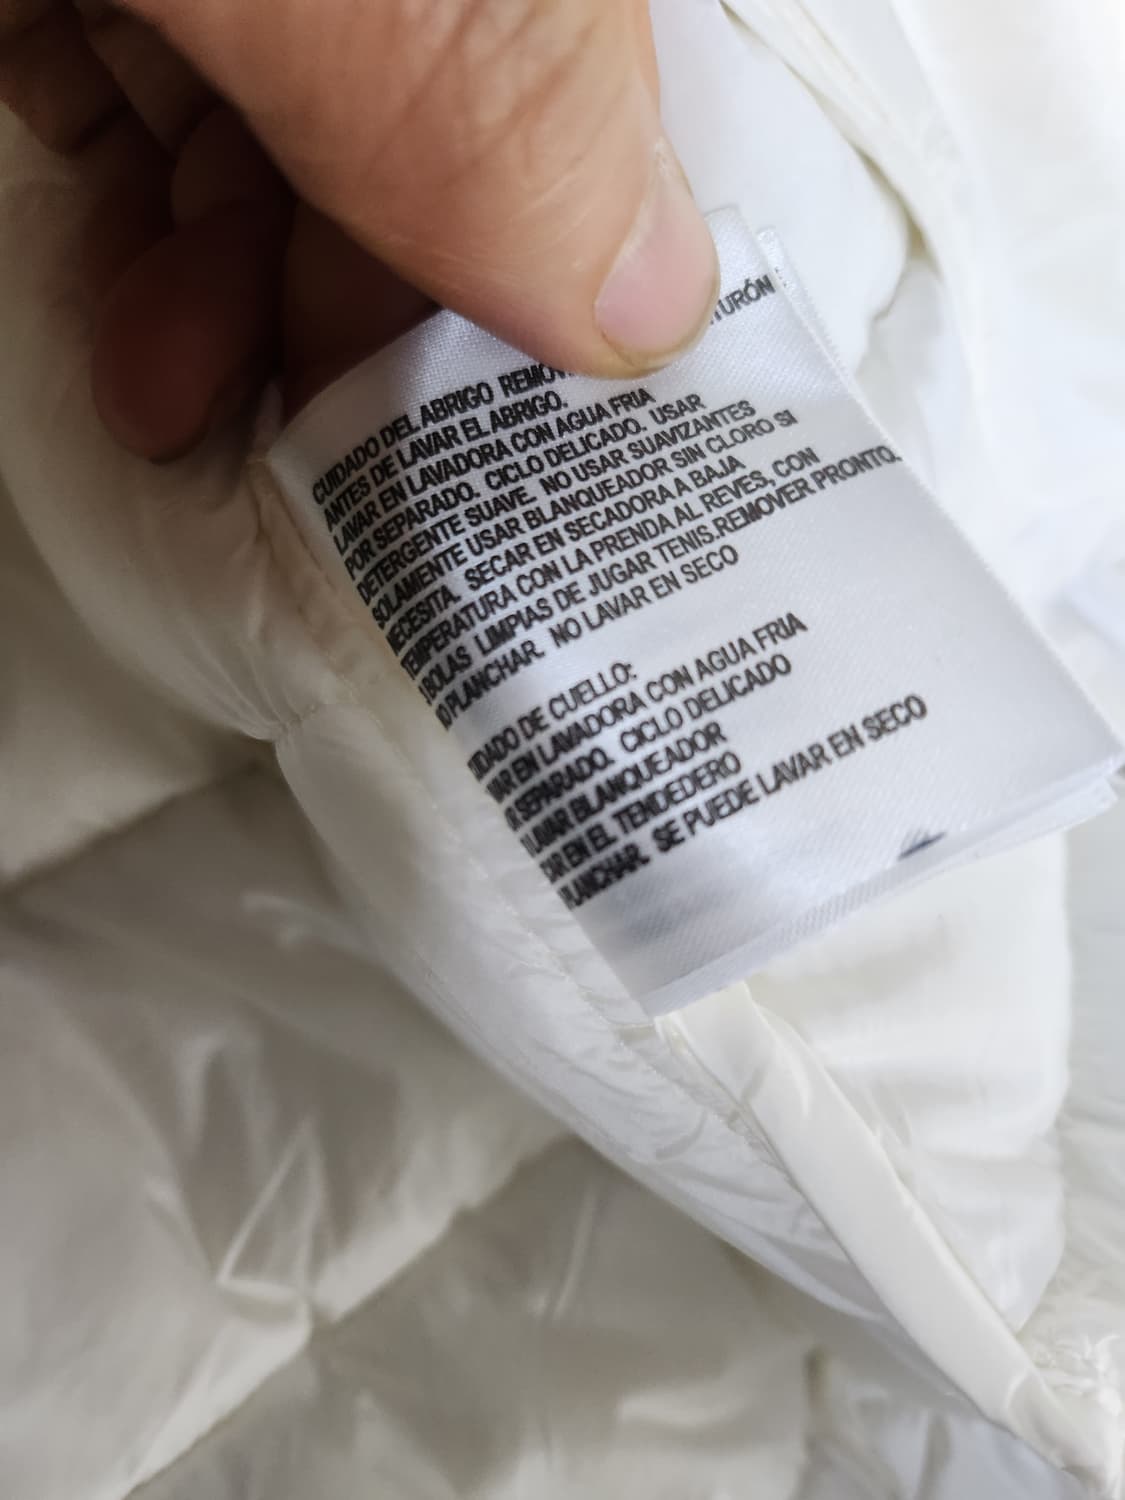 CUIDADO DEL ABRIGO
ANTES DE LAVAR EL ABRIGO.
LAVAR EN LAVADORA CON AGUA FRIA
POR SEPARADO. CICLO DELICADO. USAR
DETERGENTE SUAVE. NO USAR SUAVIZANTES
SOLAMENTE USAR BLANQUEADOR SIN CLORO SI
NECESITA. SECAR EN SECADORA A BAJA
TEMPERATURA CON LA PRENDA AL REVES, CON
BOLAS LIMPIAS DE JUGAR TENIS.REMOVER PRONTO.
PLANCHAR. NO LAVAR EN SECO
DE CUELLO:
EN LAVADORA CON AGUA FRIA
SEPARADO. CICLO DELICADO
LAVAR BLANQUEADOR
EN EL TENDEDERO
PLANCHAR. SE PUEDE LAVAR EN SECO